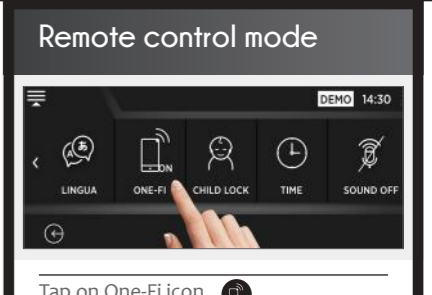 Remote control mode
DEMO 14:30
A あ ON
LINGUA ONE-FI CHILD LOCK TIME SOUND OFF
Tap on One-Fi icon